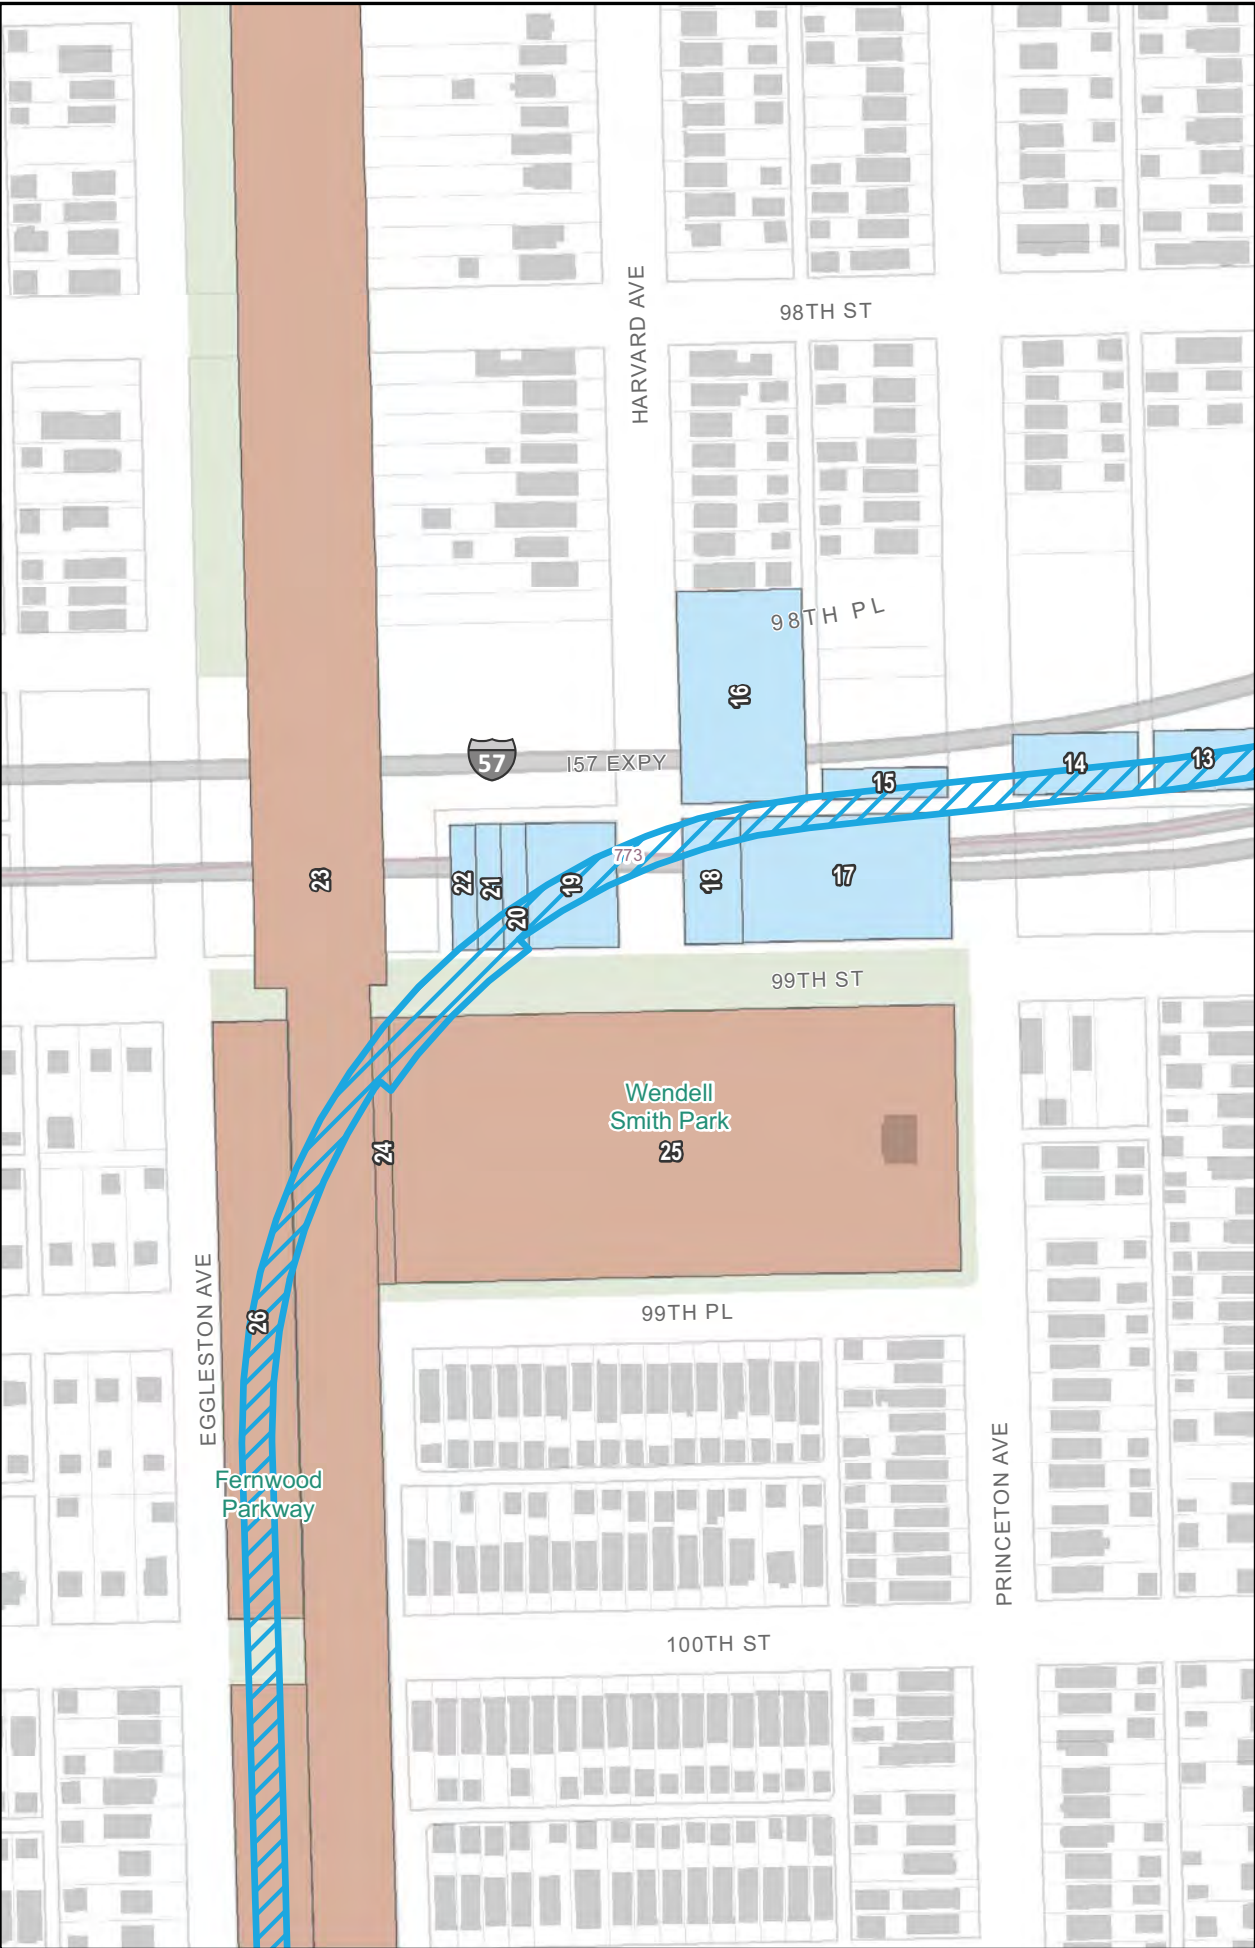 HARVARD AVE
98TH ST
98TH PL
16
57
I57 EXPY
15
14
13
773
23
22
21
20
19
18
17
99TH ST
Wendell
Smith Park
24
25
EGGLESTON AVE
26
99TH PL
Fernwood
Parkway
PRINCETON AVE
100TH ST